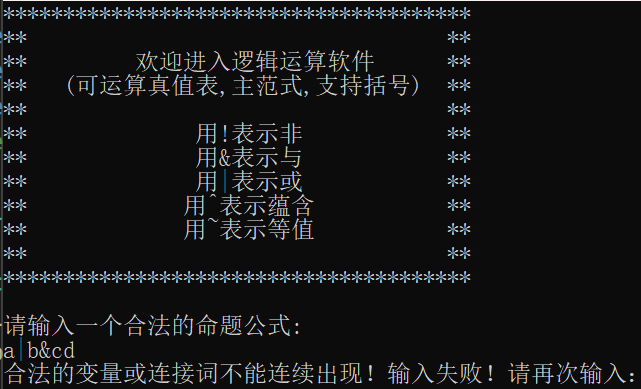 ***************************************
**                                   **
**         欢迎进入逻辑运算软件      **
**   (可运算真值表,主范式,支持括号)  **
**                                   **
**              用!表示非            **
**              用&表示与            **
**              用|表示或            **
**             用^表示蕴含           **
**             用~表示等值           **
**                                   **
***************************************
请输入一个合法的命题公式:
a|b&cd
合法的变量或连接词不能连续出现！输入失败！请再次输入: